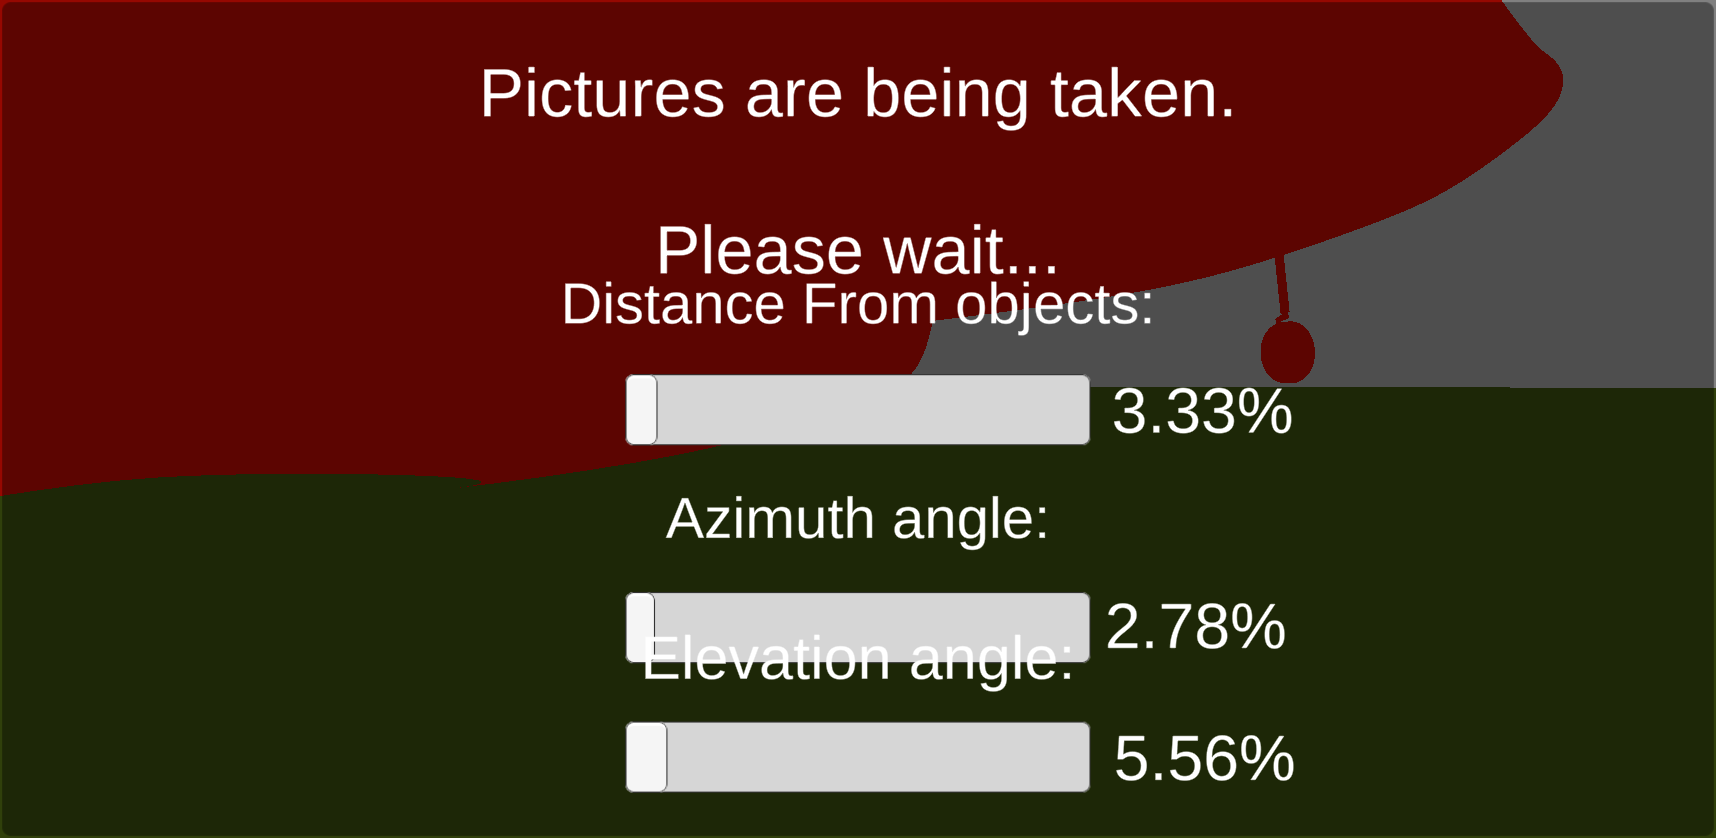 Pictures are being taken.
Please wait...
Distance From objects:
3.33%
Azimuth angle:
2.78%
Elevation angle:
5.56%